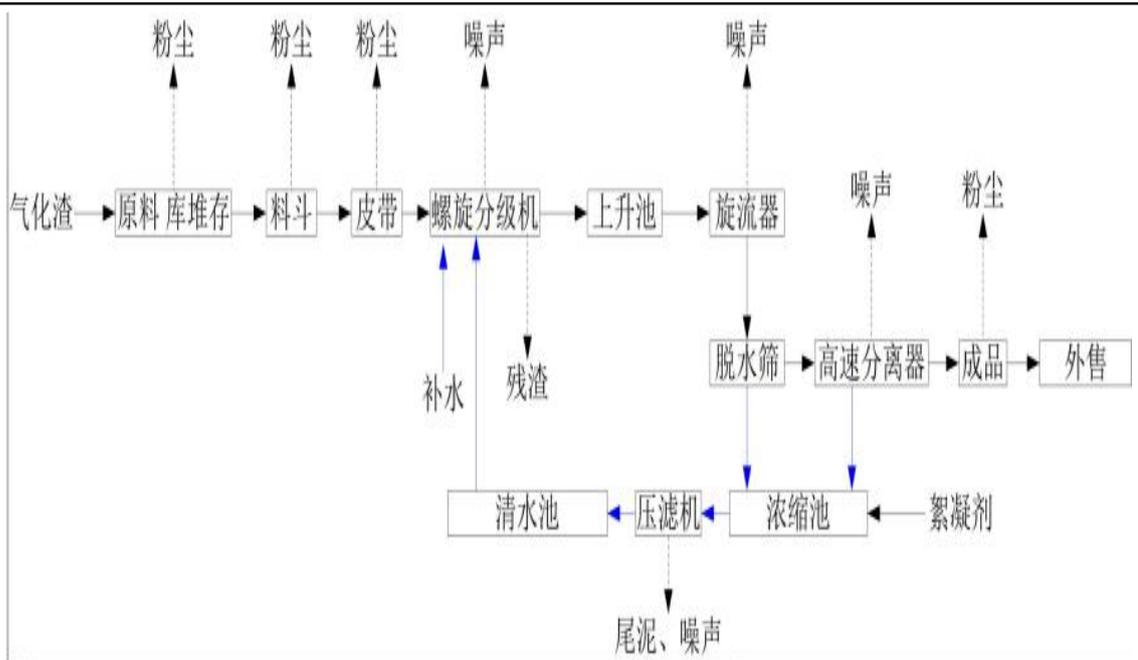 粉尘
粉尘
粉尘
噪声
噪声
气化渣
原料 库堆存
料斗
皮带
螺旋分级机
上升池
旋流器
噪声
粉尘
补水
残渣
脱水筛
高速分离器
成品
外售
清水池
压滤机
浓缩池
絮凝剂
尾泥、噪声